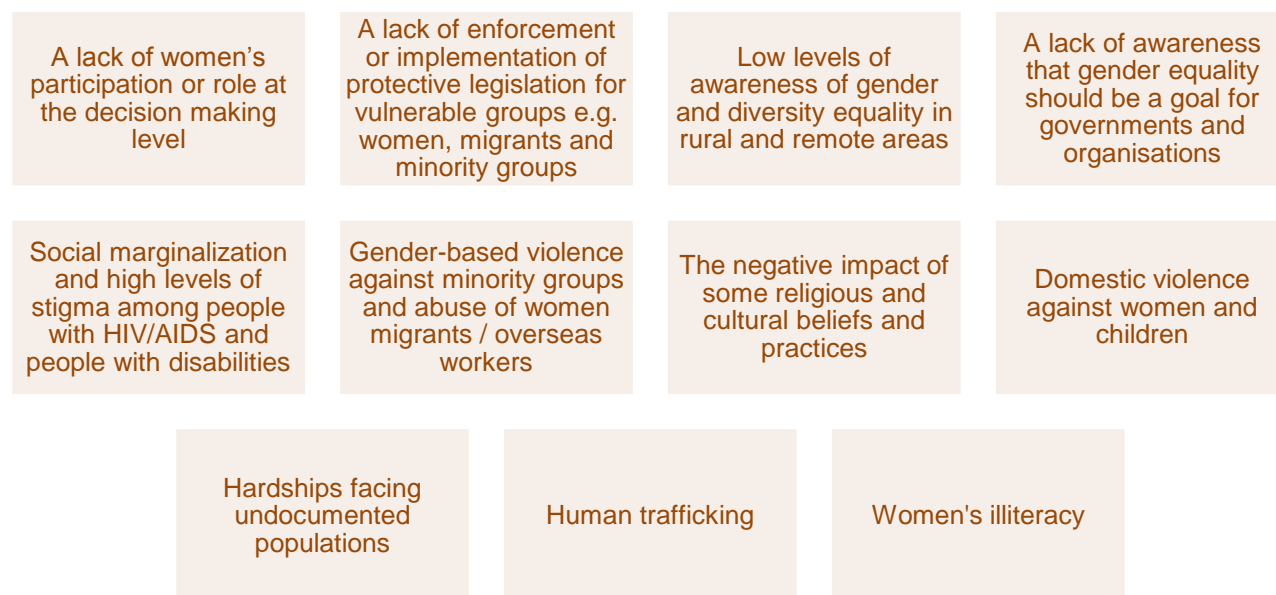 A lack of women’s
participation or role at
the decision making
level
A lack of enforcement
or implementation of
protective legislation for
vulnerable groups e.g.
women, migrants and
minority groups
Low levels of
awareness of gender
and diversity equality in
rural and remote areas
A lack of awareness
that gender equality
should be a goal for
governments and
organisations
Social marginalization
and high levels of
stigma among people
with HIV/AIDS and
people with disabilities
Gender-based violence
against minority groups
and abuse of women
migrants / overseas
workers
The negative impact of
some religious and
cultural beliefs and
practices
Domestic violence
against women and
children
Hardships facing
undocumented
populations
Human trafficking
Women's illiteracy